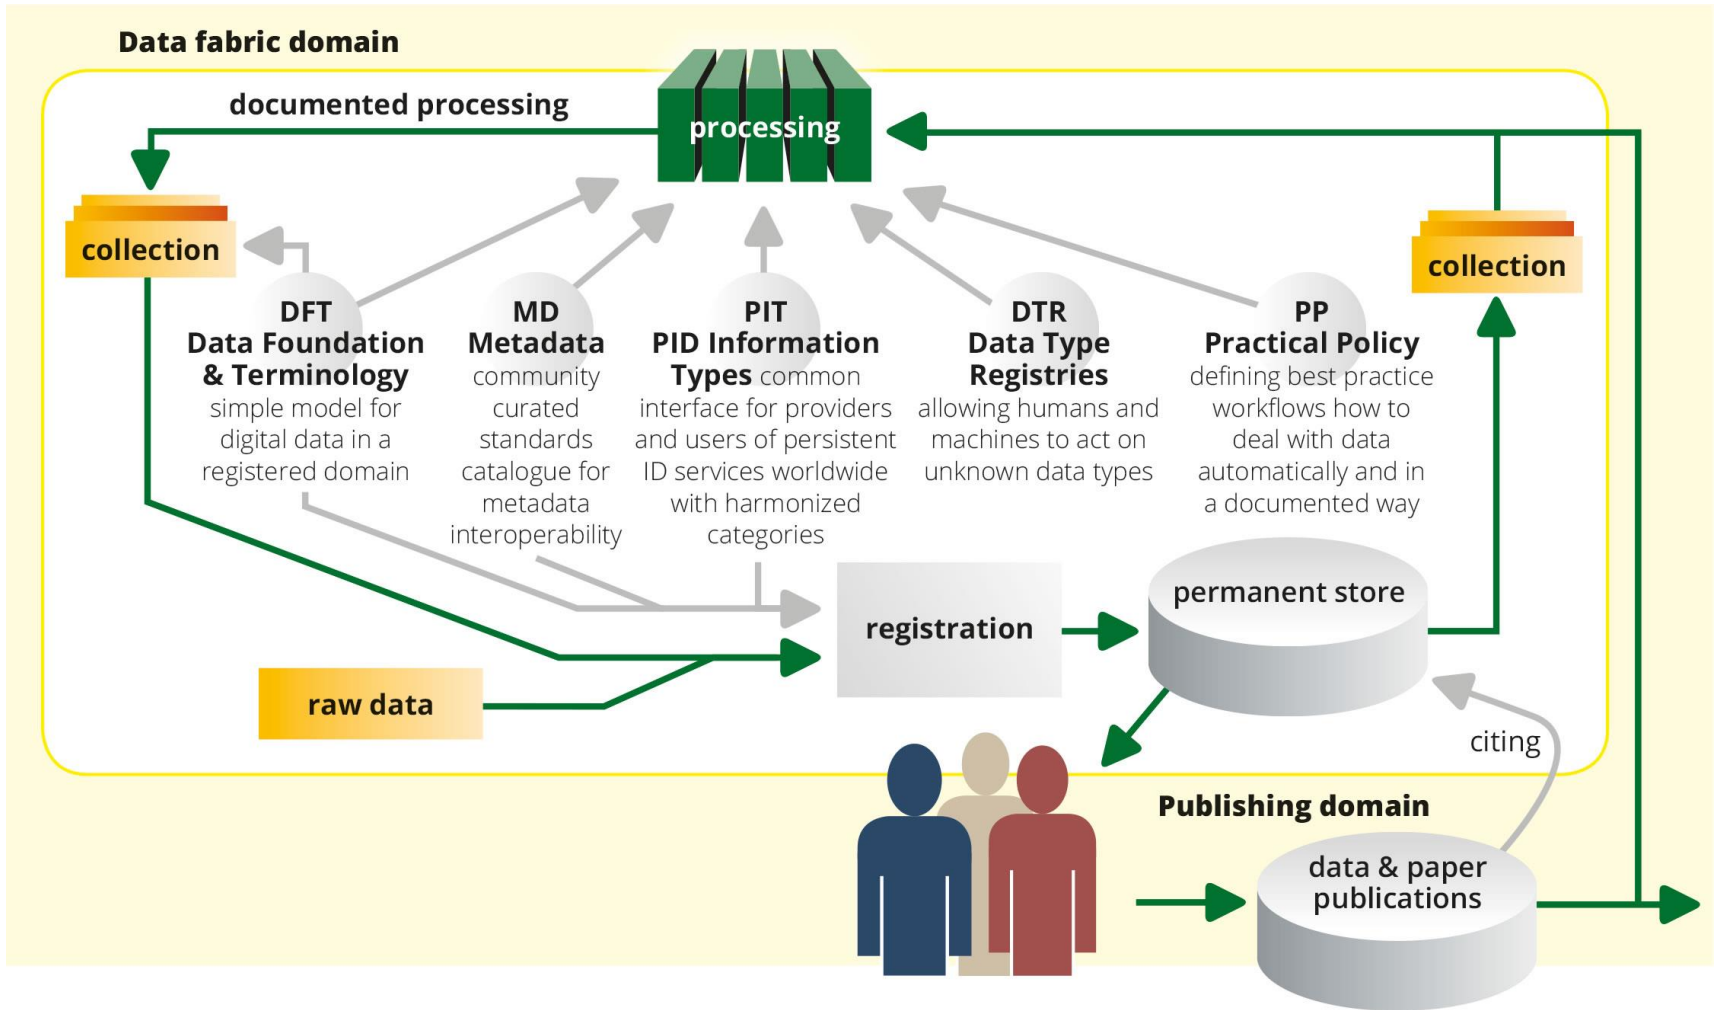 Data fabric domain
documented processing
processing
collection
collection
DFT
Data Foundation
& Terminology
simple model for
digital data in a
registered domain
MD
Metadata
community
curated
standards
catalogue for
metadata
interoperability
PIT
PID Information
Types common
interface for providers
and users of persistent
ID services worldwide
with harmonized
categories
DTR
Data Type
Registries
allowing humans and
machines to act on
unknown data types
PP
Practical Policy
defining best practice
workflows how to
deal with data
automatically and in
a documented way
permanent store
registration
raw data
citing
Publishing domain
data & paper
publications